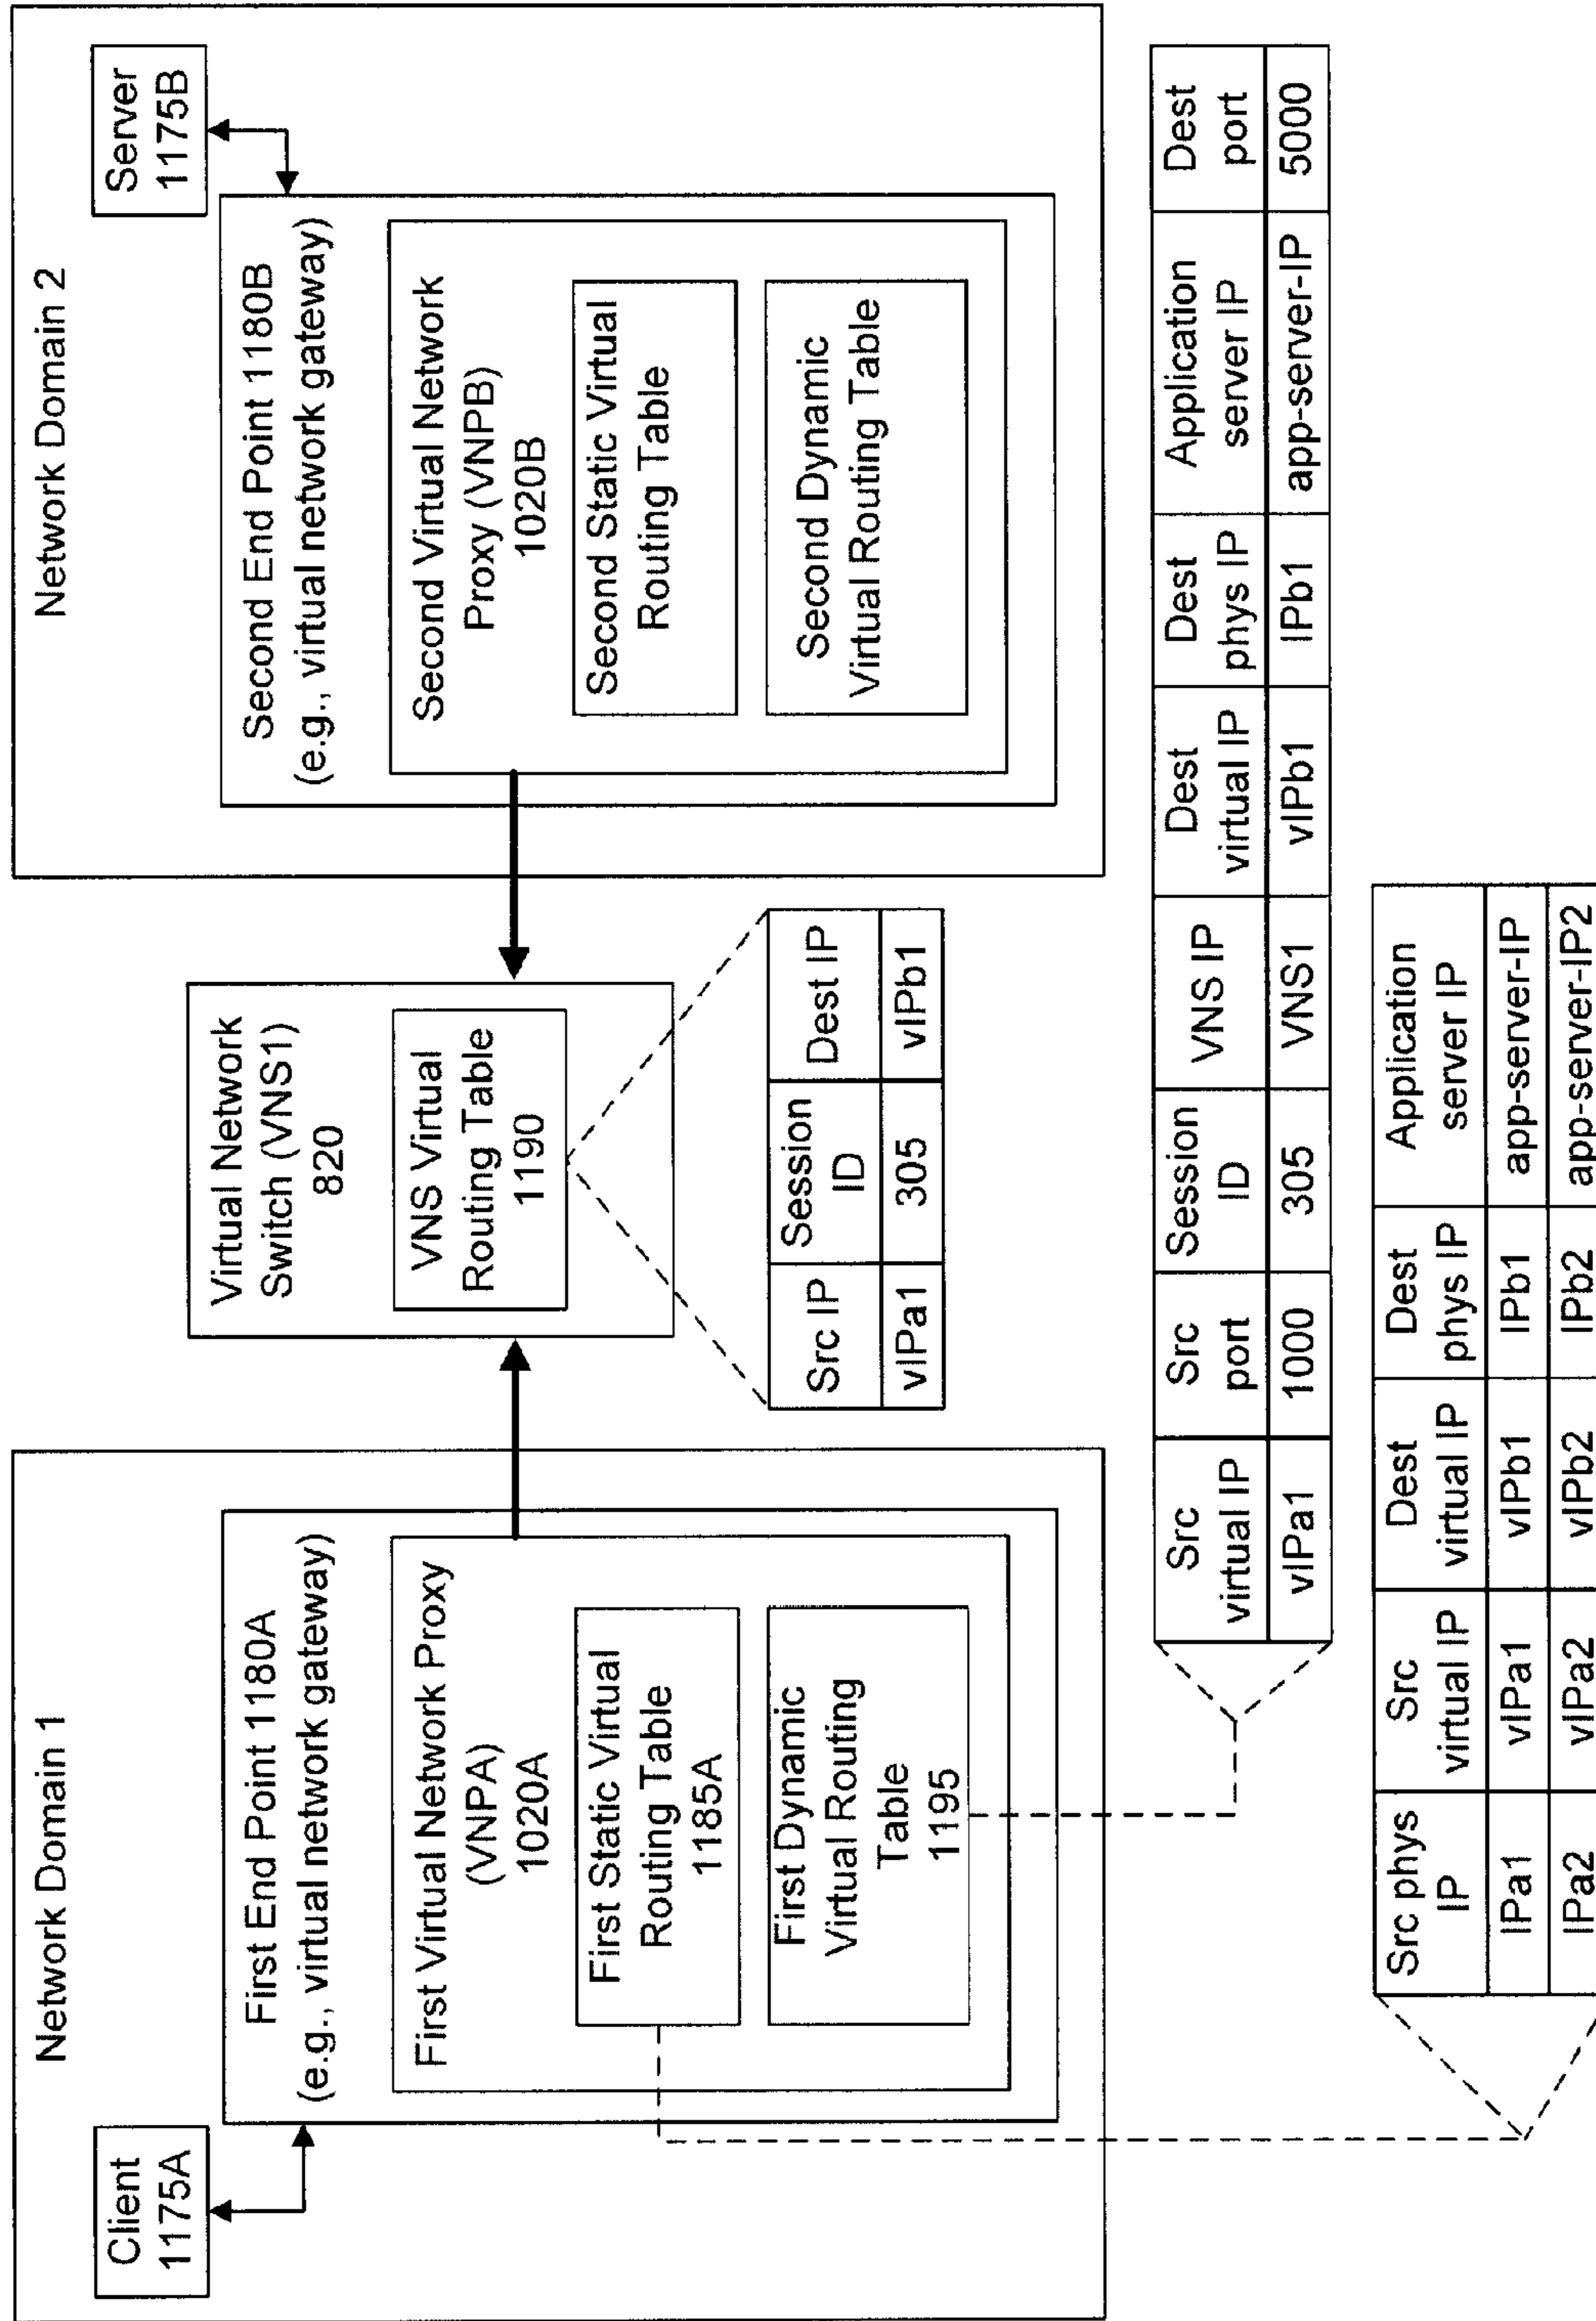 Network Domain 1
Client
1175A
First End Point 1180A
(e.g., virtual network gateway)
First Virtual Network Proxy
(VNPA)
1020A
First Static Virtual
Routing Table
1185A
First Dynamic
Virtual Routing
Table
1195
Virtual Network
Switch (VNS1)
820
VNS Virtual
Routing Table
1190
Src IP
Session
ID
Dest IP
vIPa1
305
vIPb1
Network Domain 2
Server
1175B
Second End Point 1180B
(e.g., virtual network gateway)
Second Virtual Network
Proxy (VNPB)
1020B
Second Static Virtual
Routing Table
Second Dynamic
Virtual Routing Table
Src
virtual IP
Src
port
Session
ID
VNS IP
Dest
virtual IP
Dest
phys IP
Application
server IP
Dest
port
vIPa1
1000
305
VNS1
vIPb1
IPb1
app-server-IP
5000
Src phys
IP
Src
virtual IP
Dest
virtual IP
Dest
phys IP
Application
server IP
IPa1
vIPa1
vIPb1
IPb1
app-server-IP
IPa2
vIPa2
vIPb2
IPb2
app-server-IP2